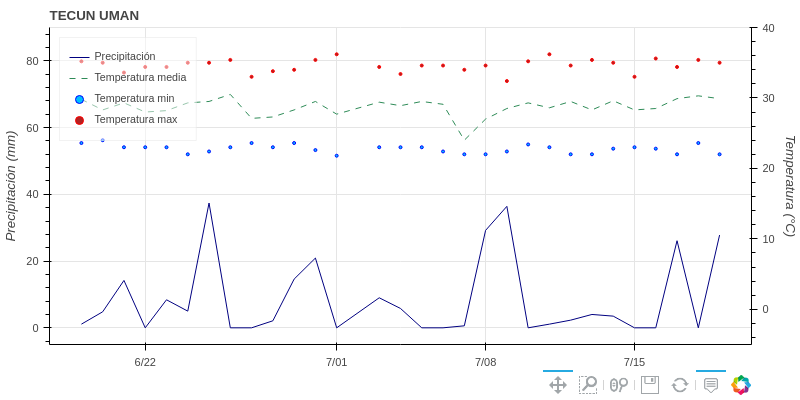 TECUN UMAN
Precipitación
Temperatura media
Temperatura min
Temperatura max
Precipitación (mm)
80
60
40
20
0
Temperatura (°C)
40
30
20
10
0
6/22
7/01
7/08
7/15